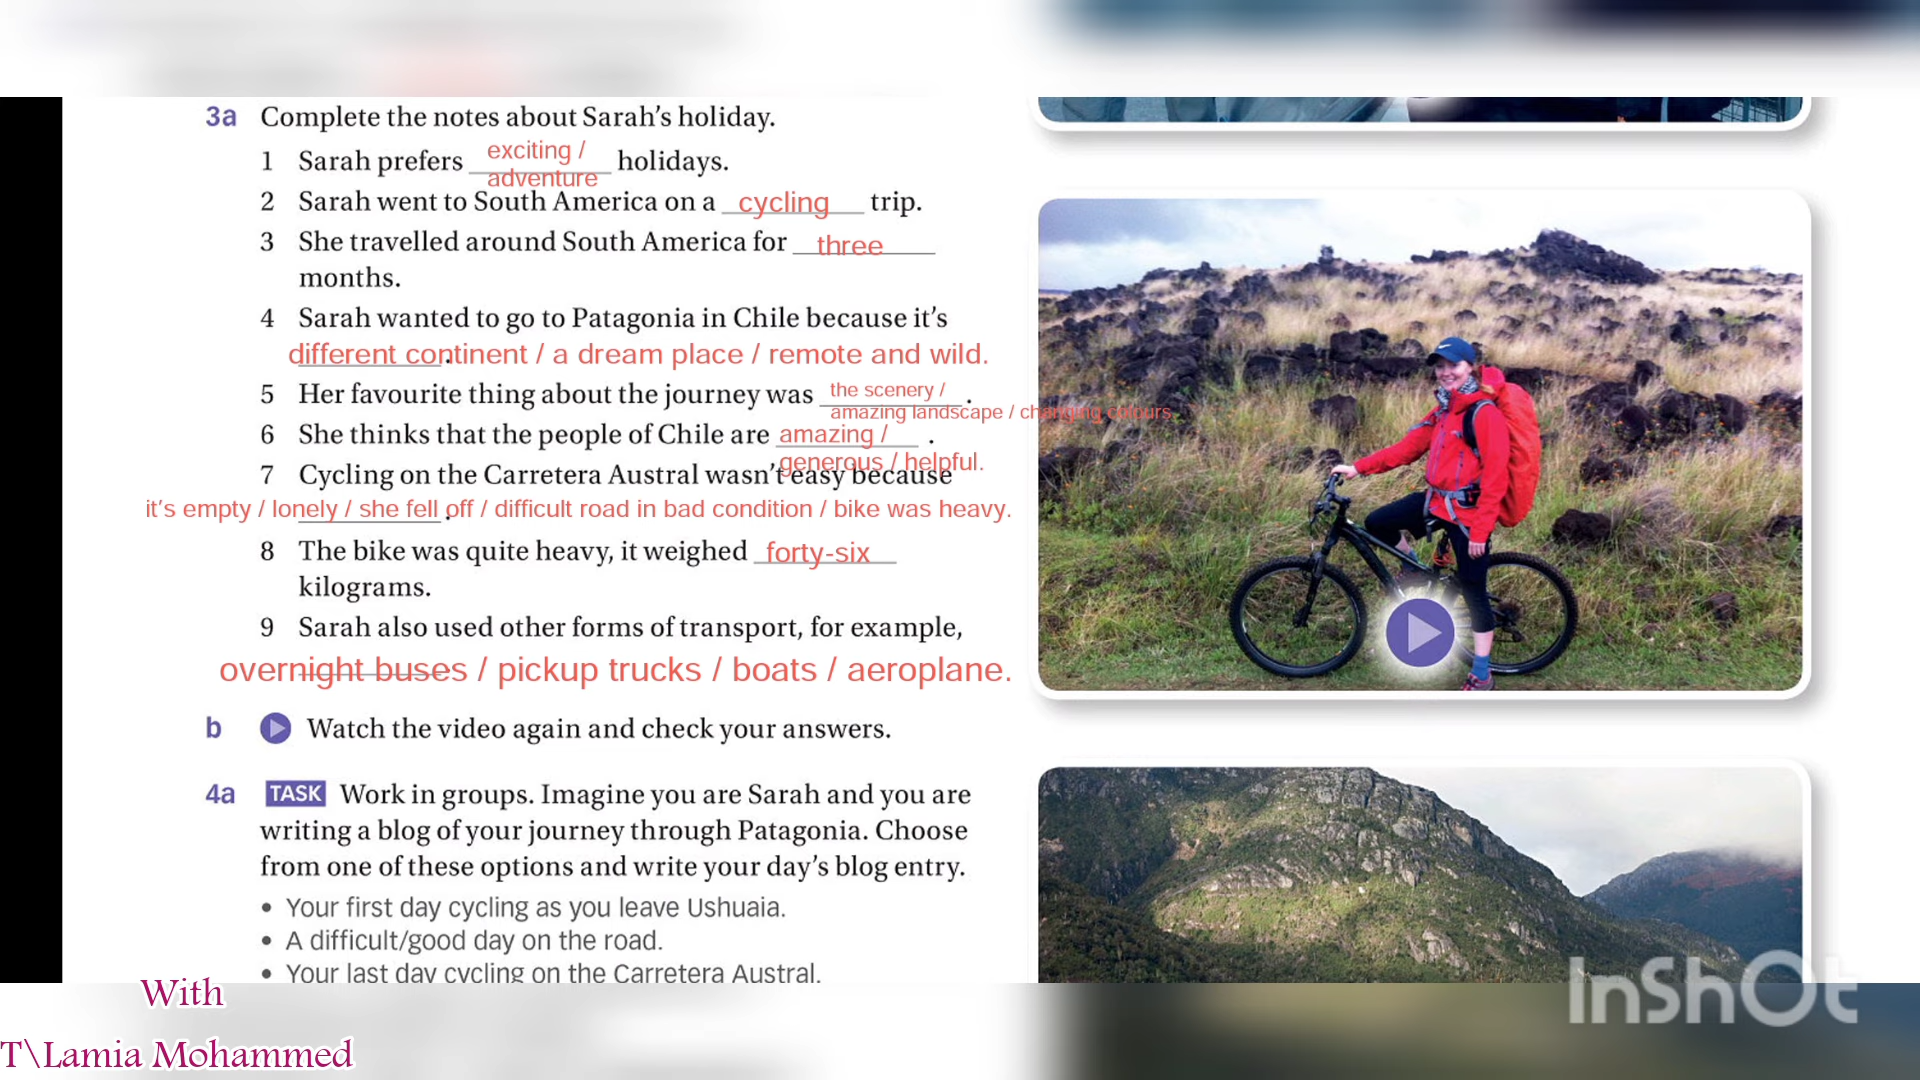 3a Complete the notes about Sarah's holiday.
1 Sarah prefers exciting / adventure holidays.
2 Sarah went to South America on a cycling trip.
3 She travelled around South America for three
months.
4 Sarah wanted to go to Patagonia in Chile because it's
different continent / a dream place / remote and wild.
5 Her favourite thing about the journey was the scenery /
amazing landscape / changing colours.
6 She thinks that the people of Chile are amazing /
generous / helpful.
7 Cycling on the Carretera Austral wasn't easy because
it's empty / lonely / she fell off / difficult road in bad condition / bike was heavy.
8 The bike was quite heavy, it weighed forty-six
kilograms.
9 Sarah also used other forms of transport, for example,
overnight buses / pickup trucks / boats / aeroplane.
b Watch the video again and check your answers.
4a TASK Work in groups. Imagine you are Sarah and you are
writing a blog of your journey through Patagonia. Choose
from one of these options and write your day's blog entry.
• Your first day cycling as you leave Ushuaia.
• A difficult/good day on the road.
• Your last day cycling on the Carretera Austral.
With
T\Lamia Mohammed
InShOt